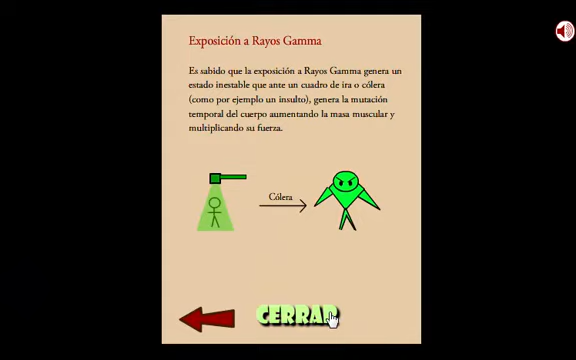 Exposición a Rayos Gamma
Es sabido que la exposición a Rayos Gamma genera un
estado inestable que ante un cuadro de ira o cólera
(como por ejemplo un insulto), genera la mutación
temporal del cuerpo aumentando la masa muscular y
multiplicando su fuerza.
Cólera
CERRAR